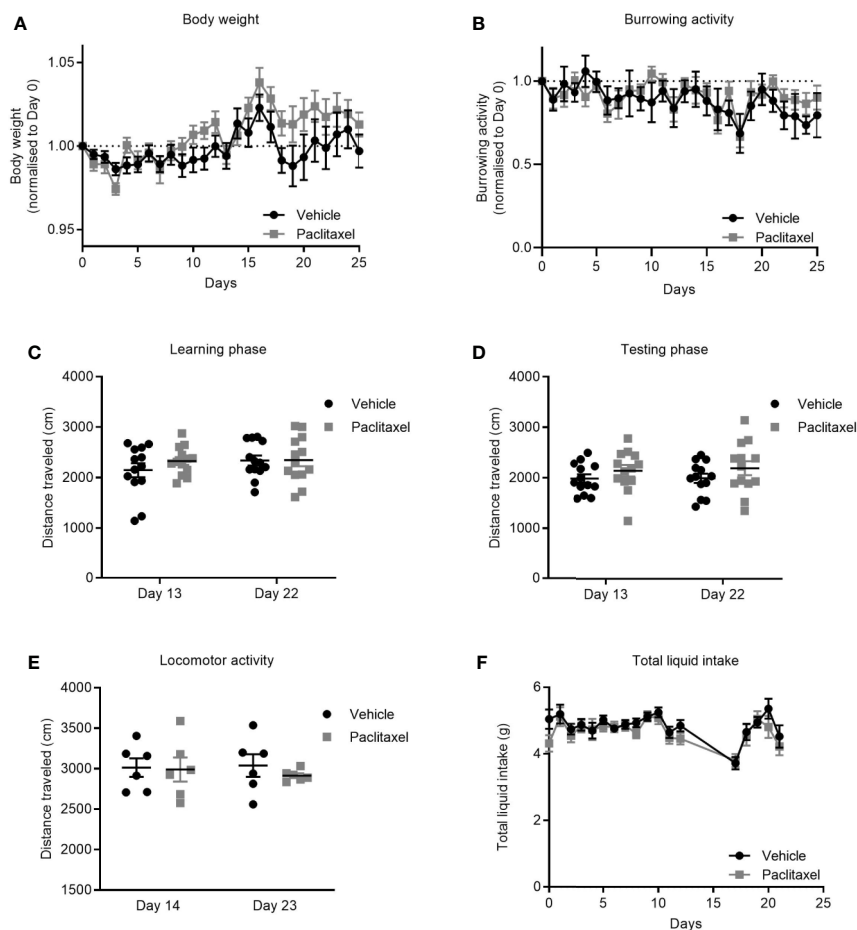 A
Body weight
Body weight
(normalised to Day 0)
1.05
1.00
0.95
0
5
10
15
20
25
Days
Vehicle
Paclitaxel
B
Burrowing activity
Burrowing activity
(normalised to Day 0)
1.0
0.5
0.0
0
5
10
15
20
25
Days
Vehicle
Paclitaxel
C
Learning phase
Distance traveled (cm)
4000
3000
2000
1000
0
Day 13
Day 22
Vehicle
Paclitaxel
D
Testing phase
Distance traveled (cm)
4000
3000
2000
1000
0
Day 13
Day 22
Vehicle
Paclitaxel
E
Locomotor activity
Distance traveled (cm)
4000
3500
3000
2500
2000
1500
Day 14
Day 23
Vehicle
Paclitaxel
F
Total liquid intake
Total liquid intake (g)
6
4
2
0
0
5
10
15
20
25
Days
Vehicle
Paclitaxel